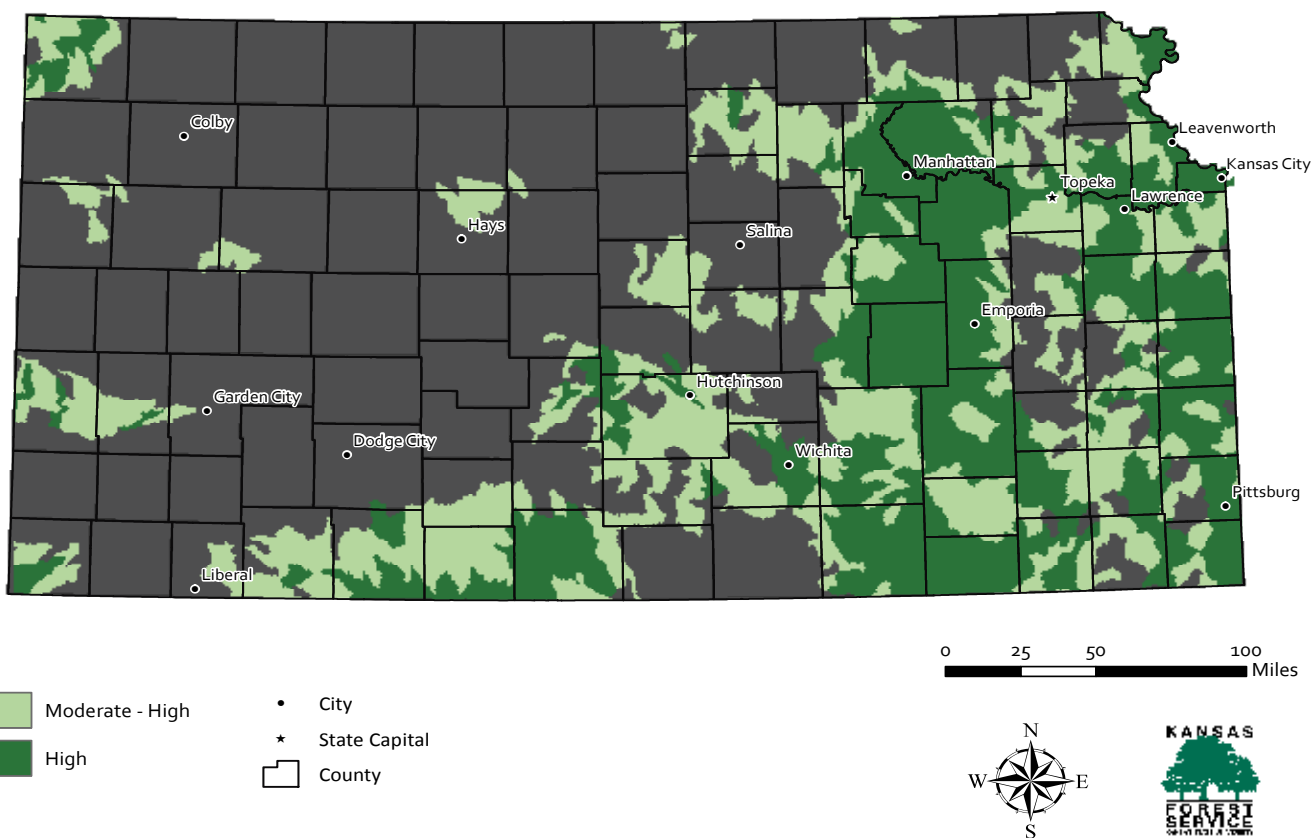 Colby
Leavenworth
Kansas City
Manhattan
Topeka
Lawrence
Hays
Salina
Emporia
Hutchinson
Garden City
Dodge City
Wichita
Pittsburg
Liberal
0 25 50 100
Miles
Moderate - High
High
City
State Capital
County
N
W E
S
KANSAS
FOREST
SERVICE